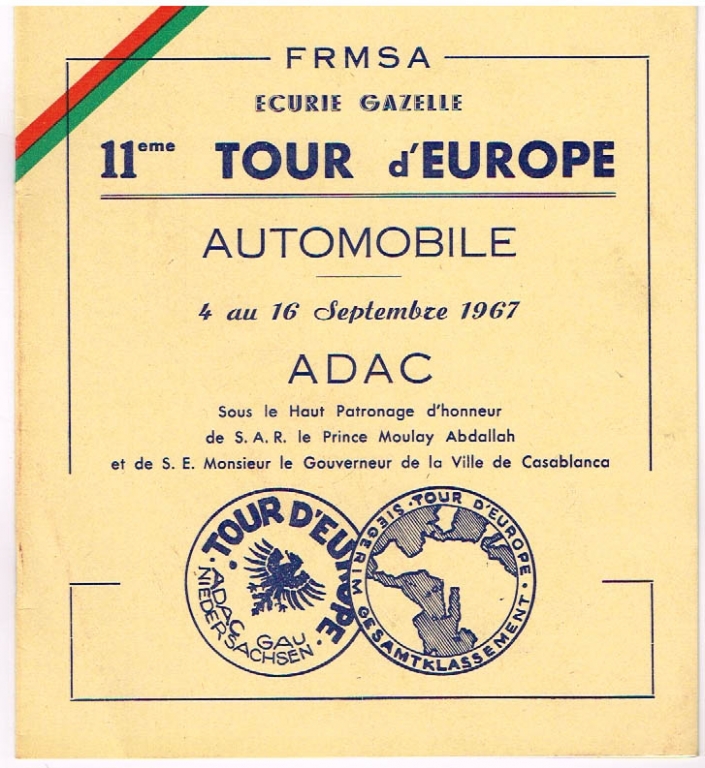 FRMSA
ECURIE GAZELLE
11eme TOUR d'EUROPE
AUTOMOBILE
4 au 16 Septembre 1967
ADAC
Sous le Haut Patronage d'honneur
de S. A. R. le Prince Moulay Abdallah
et de S. E. Monsieur le Gouverneur de la Ville de Casablanca
· TOUR D'EUROPE ·
ADAC GAU
NIEDERSACHSEN
· TOUR D'EUROPE ·
SIEGER IM GESAMTKLASSEMENT